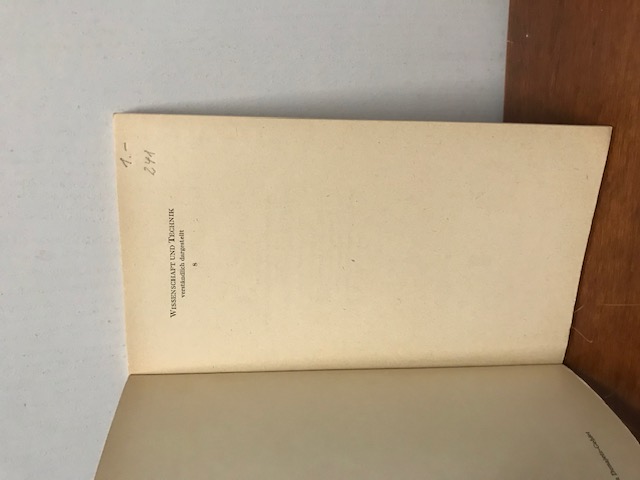 1.-
241
WISSENSCHAFT UND TECHNIK
verständlich dargestellt
8